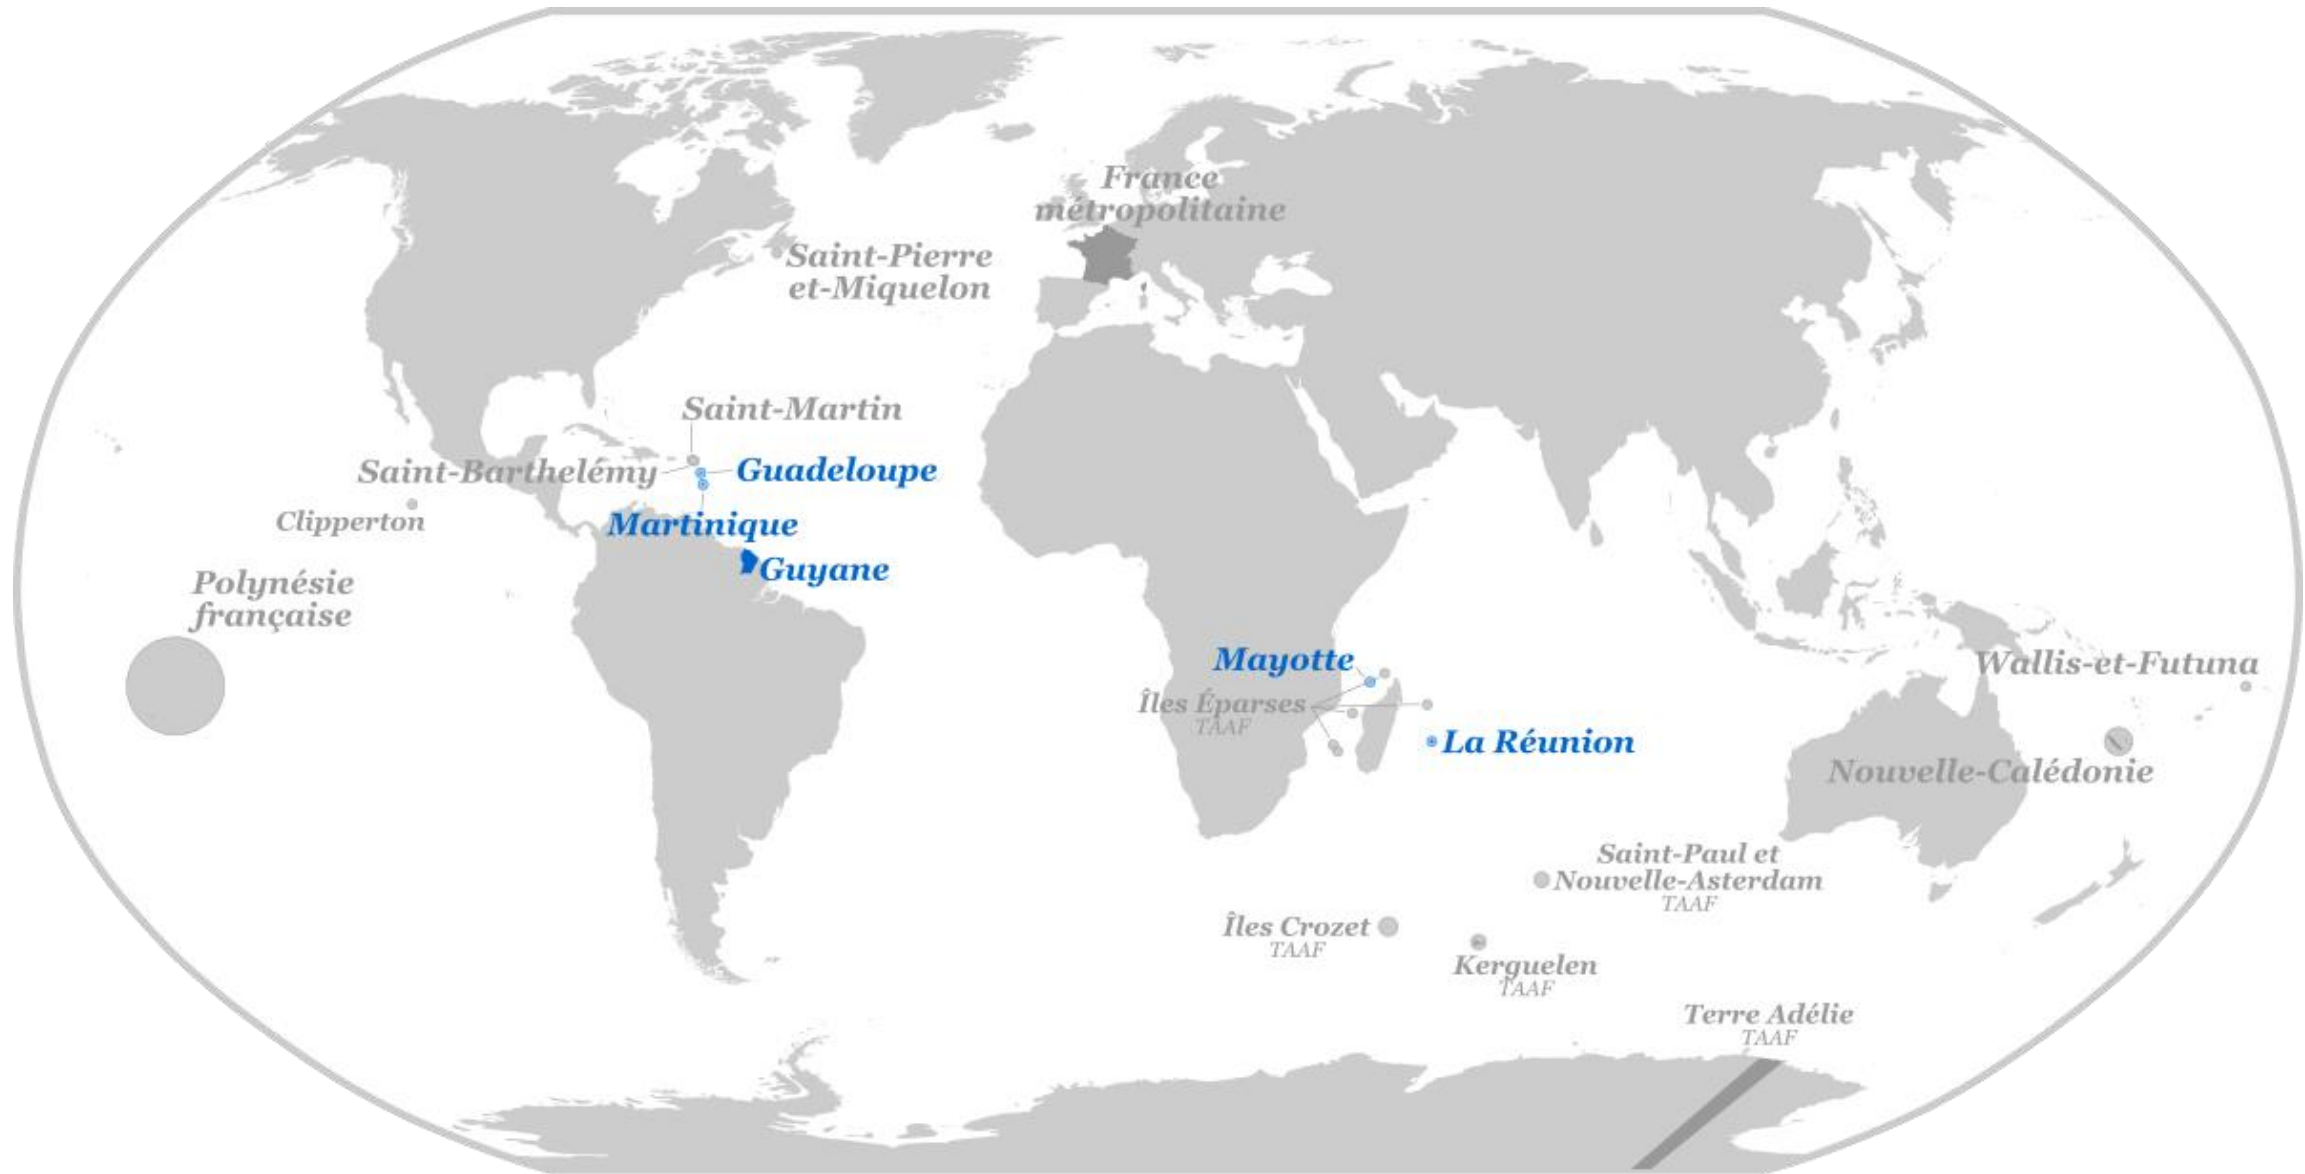 France
métropolitaine
Saint-Pierre
et-Miquelon
Saint-Martin
Saint-Barthelémy
Guadeloupe
Clipperton
Martinique
Guyane
Polynésie
française
Mayotte
Îles Éparses
TAAF
La Réunion
Wallis-et-Futuna
Nouvelle-Calédonie
Saint-Paul et
Nouvelle-Asterdam
TAAF
Îles Crozet
TAAF
Kerguelen
TAAF
Terre Adélie
TAAF